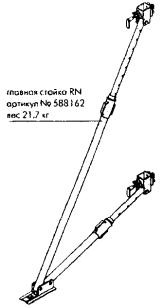 главная стойка RN
артикул № 588162
вес 21,7 кг